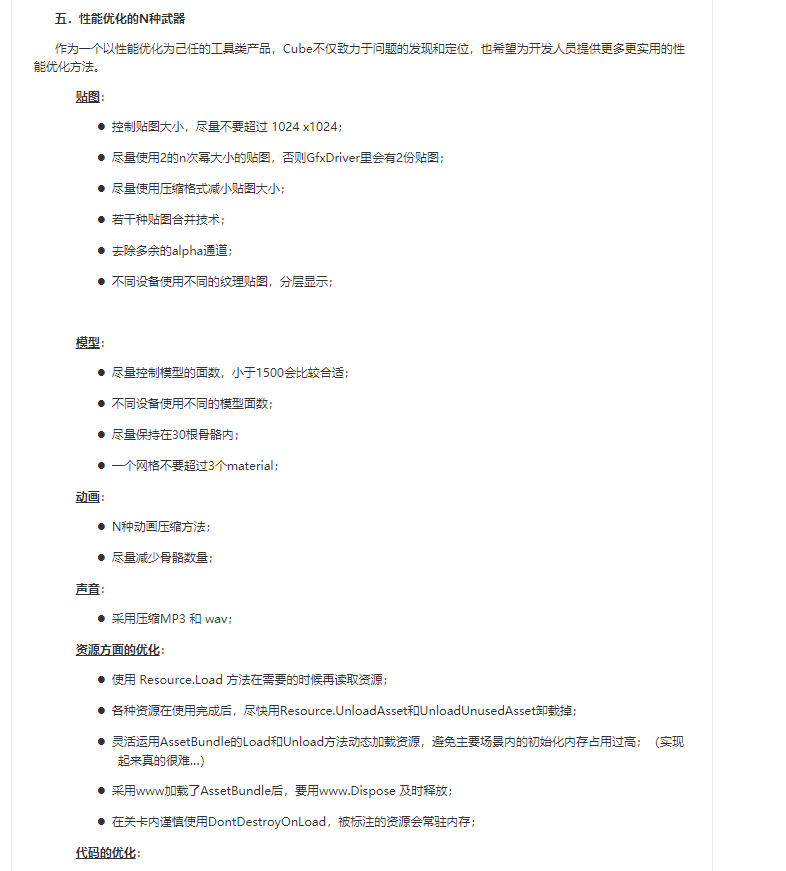 五．性能优化的N种武器
作为一个以性能优化为己任的工具类产品，Cube不仅致力于问题的发现和定位，也希望为开发人员提供更多更实用的性
能优化方法。
贴图：
● 控制贴图大小，尽量不要超过 1024 x1024；
● 尽量使用2的n次幂大小的贴图，否则GfxDriver里会有2份贴图；
● 尽量使用压缩格式减小贴图大小；
● 若干种贴图合并技术；
● 去除多余的alpha通道；
● 不同设备使用不同的纹理贴图，分层显示；
模型：
● 尽量控制模型的面数，小于1500会比较合适；
● 不同设备使用不同的模型面数；
● 尽量保持在30根骨骼内；
● 一个网格不要超过3个material；
动画：
● N种动画压缩方法；
● 尽量减少骨骼数量；
声音：
● 采用压缩MP3 和 wav；
资源方面的优化：
● 使用 Resource.Load 方法在需要的时候再读取资源；
● 各种资源在使用完成后，尽快用Resource.UnloadAsset和UnloadUnusedAsset卸载掉；
● 灵活运用AssetBundle的Load和Unload方法动态加载资源，避免主要场景内的初始化内存占用过高；（实现
起来真的很难…）
● 采用www加载了AssetBundle后，要用www.Dispose 及时释放；
● 在关卡内谨慎使用DontDestroyOnLoad，被标注的资源会常驻内存；
代码的优化：